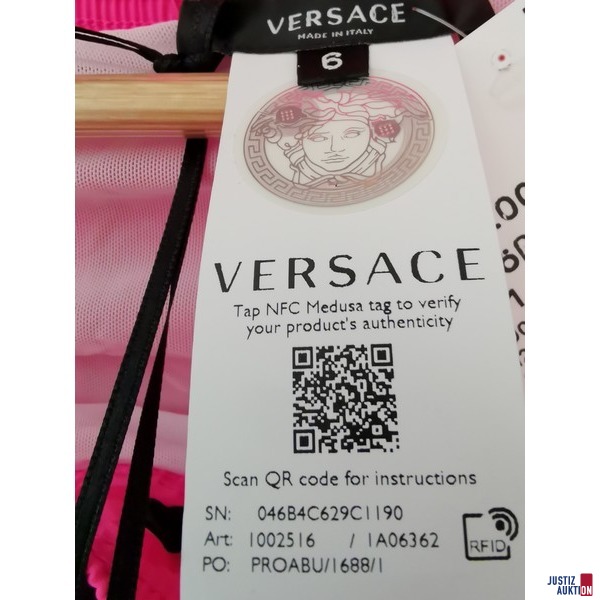 VERSACE
MADE IN ITALY
6
VERSACE
Tap NFC Medusa tag to verify
your product's authenticity
Scan QR code for instructions
SN: 046B4C629C1190
Art: 1002516 / 1A06362
PO: PROABU/1688/1
RFID
JUSTIZ
AUKTION